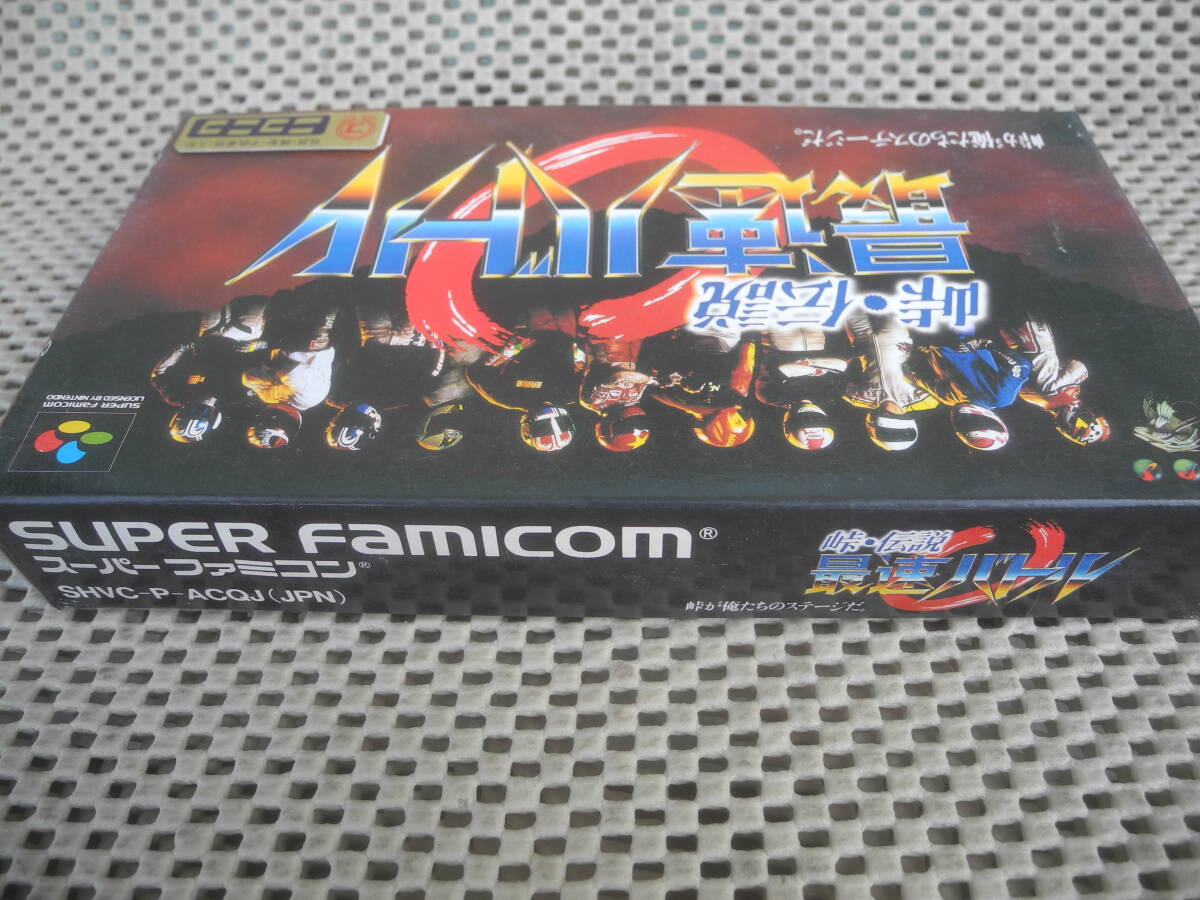 峠が俺たちのステージだ。
最速バトル
峠・伝説
SUPER FAMICOM
LICENSED BY NINTENDO
SUPER FAMICOM®
スーパーファミコン®
SHVC-P-ACQJ(JPN)
峠・伝説
最速バトル
峠が俺たちのステージだ。